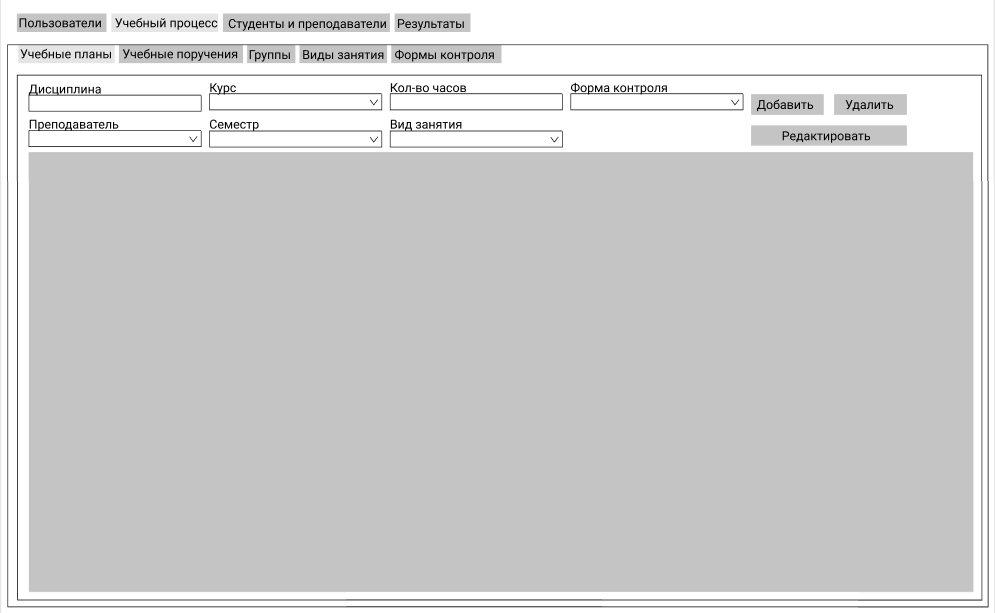 Пользователи Учебный процесс Студенты и преподаватели Результаты
Учебные планы Учебные поручения Группы Виды занятия Формы контроля
Дисциплина Курс Кол-во часов Форма контроля
Добавить Удалить
Преподаватель Семестр Вид занятия
Редактировать